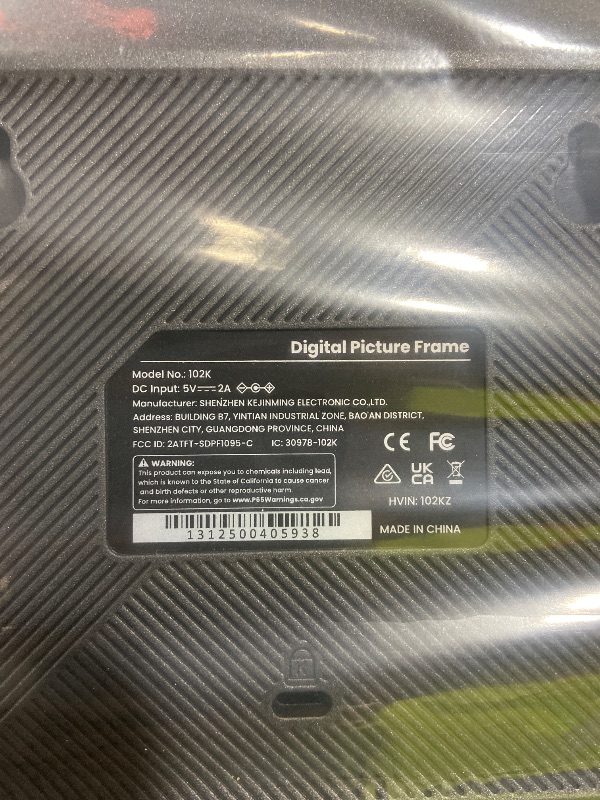 Digital Picture Frame
Model No.: 102K
DC Input: 5V⎓2A
Manufacturer: SHENZHEN KEJINMING ELECTRONIC CO.,LTD.
Address: BUILDING B7, YINTIAN INDUSTRIAL ZONE, BAO'AN DISTRICT,
SHENZHEN CITY, GUANGDONG PROVINCE, CHINA
FCC ID: 2ATFT-SDPF1095-C IC: 3097B-102K
CE FC
WARNING:
This product can expose you to chemicals including lead,
which is known to the State of California to cause cancer
and birth defects or other reproductive harm.
For more information, go to www.P65Warnings.ca.gov
UK
CA
HVIN: 102KZ
1312500405938
MADE IN CHINA
K